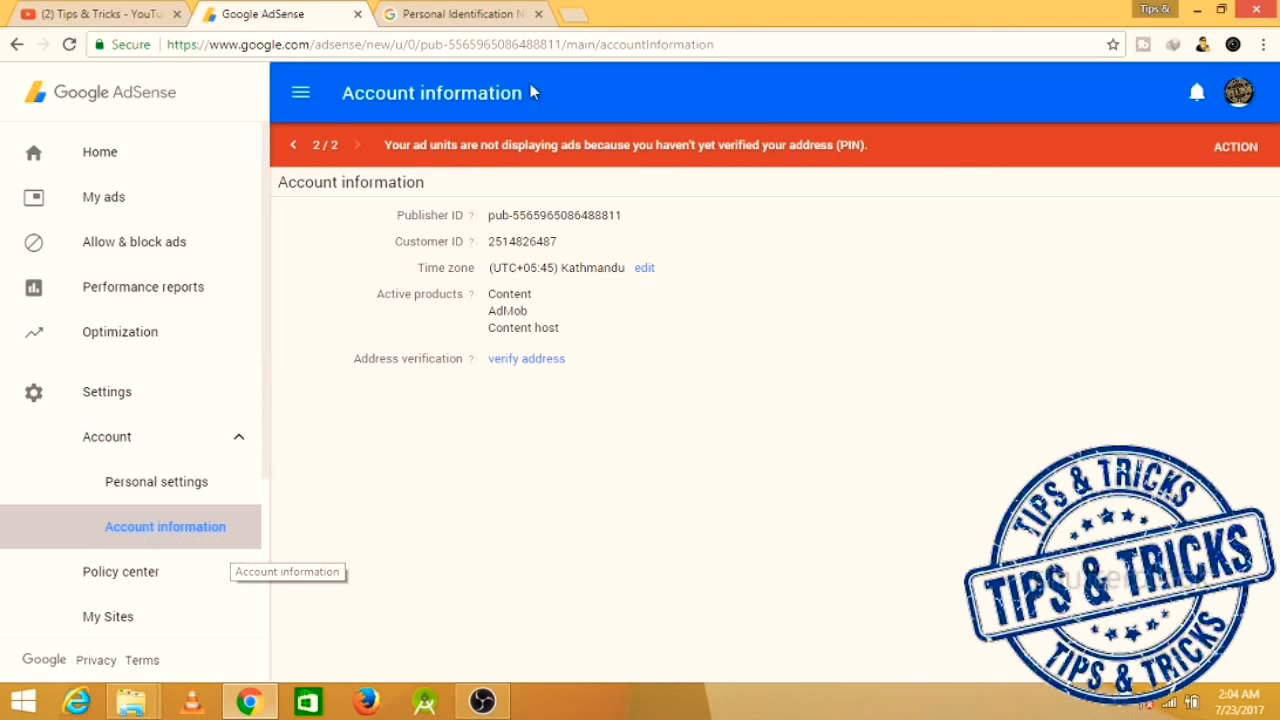 (2) Tips & Tricks - YouTu
Google AdSense
Personal Identification N
Tips &
Secure
https://www.google.com/adsense/new/u/0/pub-5565965086488811/main/accountInformation
Google AdSense
Account information
2 / 2
Your ad units are not displaying ads because you haven't yet verified your address (PIN).
ACTION
Home
My ads
Allow & block ads
Performance reports
Optimization
Settings
Account
Personal settings
Account information
Policy center
My Sites
Google Privacy Terms
Account information
Account information
Publisher ID ? pub-5565965086488811
Customer ID ? 2514826487
Time zone (UTC+05:45) Kathmandu edit
Active products ? Content
AdMob
Content host
Address verification ? verify address
TIPS & TRICKS
TIPS & TRICKS
TIPS & TRICKS
2:04 AM
7/23/2017